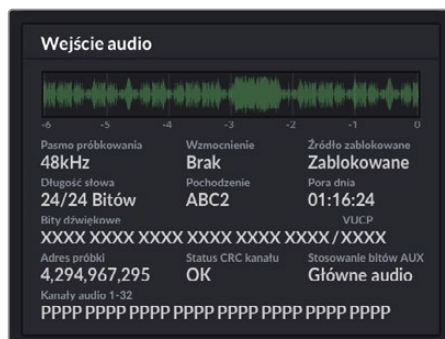 Wejście audio
-6 -5 -4 -3 -2 -1 0
Pasmo próbkowania Wzmocnienie Źródło zablokowane
48kHz Brak Zablokowane
Długość słowa Pochodzenie Pora dnia
24/24 Bitów ABC2 01:16:24
Bity dźwiękowe VUCP
XXXX XXXX XXXX XXXX XXXX XXXX/XXXX
Adres próbki Status CRC kanału Stosowanie bitów AUX
4,294,967,295 OK Główne audio
Kanały audio 1-32
PPPP PPPP PPPP PPPP PPPP PPPP PPPP PPPP